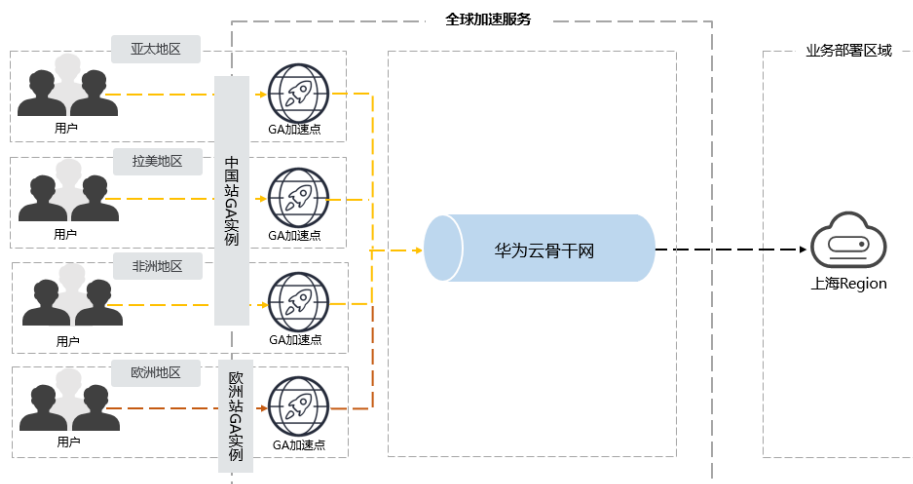 全球加速服务
业务部署区域
亚太地区
用户
GA加速点
拉美地区
用户
GA加速点
非洲地区
用户
GA加速点
欧洲地区
用户
GA加速点
中国站GA实例
欧洲站GA实例
华为云骨干网
上海Region